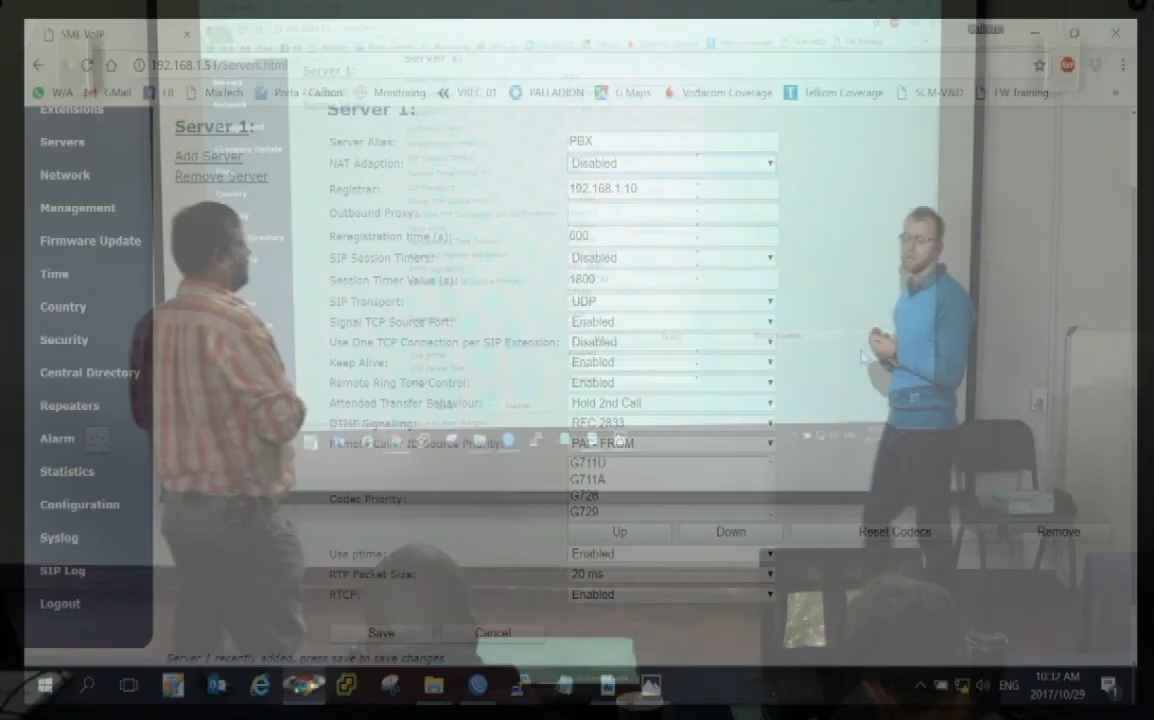 SME VoIP
192.168.1.51/servers.html
W/A GMail FB MiaTech Porta - Carbon Monitoring VREC 01 PALLADION G Maps Vodacom Coverage Telkom Coverage SCM-V&D TW Training »
Extensions
Servers
Network
Management
Firmware Update
Time
Country
Security
Central Directory
Repeaters
Alarm
Statistics
Configuration
Syslog
SIP Log
Logout
Server 1:
Add Server
Remove Server
Server 1:
Server Alias: PBX
NAT Adaption: Disabled
Registrar: 192.168.1.10
Outbound Proxy:
Reregistration time (s): 600
SIP Session Timers: Disabled
Session Timer Value (s): 1800
SIP Transport: UDP
Signal TCP Source Port: Enabled
Use One TCP Connection per SIP Extension: Disabled
Keep Alive: Enabled
Remote Ring Tone Control: Enabled
Attended Transfer Behaviour: Hold 2nd Call
DTMF Signalling: RFC 2833
Remote Caller ID Source Priority: PAI - FROM
G711U
G711A
G726
G729
Codec Priority:
Up Down Reset Codecs Remove
Use ptime: Enabled
RTP Packet Size: 20 ms
RTCP: Enabled
Save Cancel
Server 1 recently added, press save to save changes
ENG
10:32 AM
2017/10/29